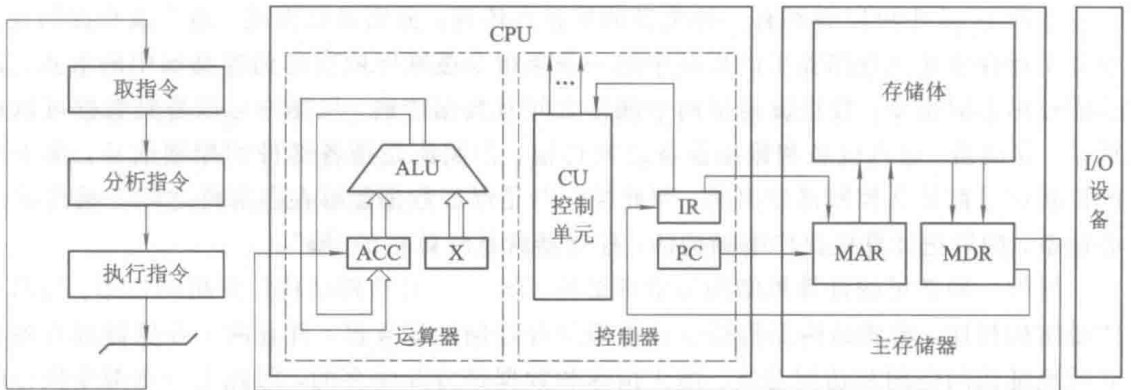 取指令
分析指令
执行指令
CPU
...
ALU
ACC
X
运算器
CU
控制
单元
IR
PC
控制器
存储体
MAR
MDR
主存储器
I/O
设备